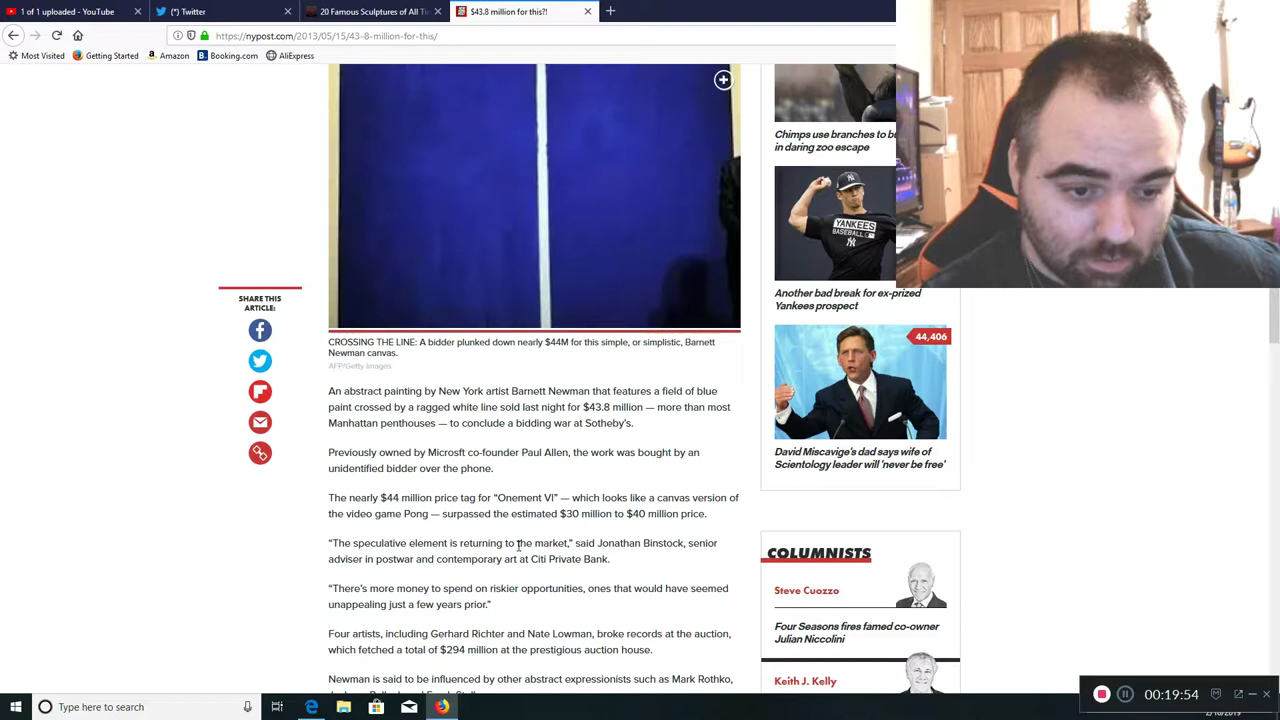 1 of 1 uploaded - YouTube
(*) Twitter
20 Famous Sculptures of All Ti
$43.8 million for this?!
https://nypost.com/2013/05/15/43-8-million-for-this/
Most Visited
Getting Started
Amazon
Booking.com
AliExpress
SHARE THIS
ARTICLE:
CROSSING THE LINE: A bidder plunked down nearly $44M for this simple, or simplistic, Barnett
Newman canvas.
AFP/Getty Images
An abstract painting by New York artist Barnett Newman that features a field of blue
paint crossed by a ragged white line sold last night for $43.8 million — more than most
Manhattan penthouses — to conclude a bidding war at Sotheby's.
Previously owned by Microsft co-founder Paul Allen, the work was bought by an
unidentified bidder over the phone.
The nearly $44 million price tag for “Onement VI” — which looks like a canvas version of
the video game Pong — surpassed the estimated $30 million to $40 million price.
“The speculative element is returning to the market,” said Jonathan Binstock, senior
adviser in postwar and contemporary art at Citi Private Bank.
“There's more money to spend on riskier opportunities, ones that would have seemed
unappealing just a few years prior.”
Four artists, including Gerhard Richter and Nate Lowman, broke records at the auction,
which fetched a total of $294 million at the prestigious auction house.
Newman is said to be influenced by other abstract expressionists such as Mark Rothko,
Chimps use branches to bu
in daring zoo escape
YANKEES
BASEBALL
Another bad break for ex-prized
Yankees prospect
44,406
David Miscavige's dad says wife of
Scientology leader will 'never be free'
COLUMNISTS
Steve Cuozzo
Four Seasons fires famed co-owner
Julian Niccolini
Keith J. Kelly
00:19:54
Type here to search